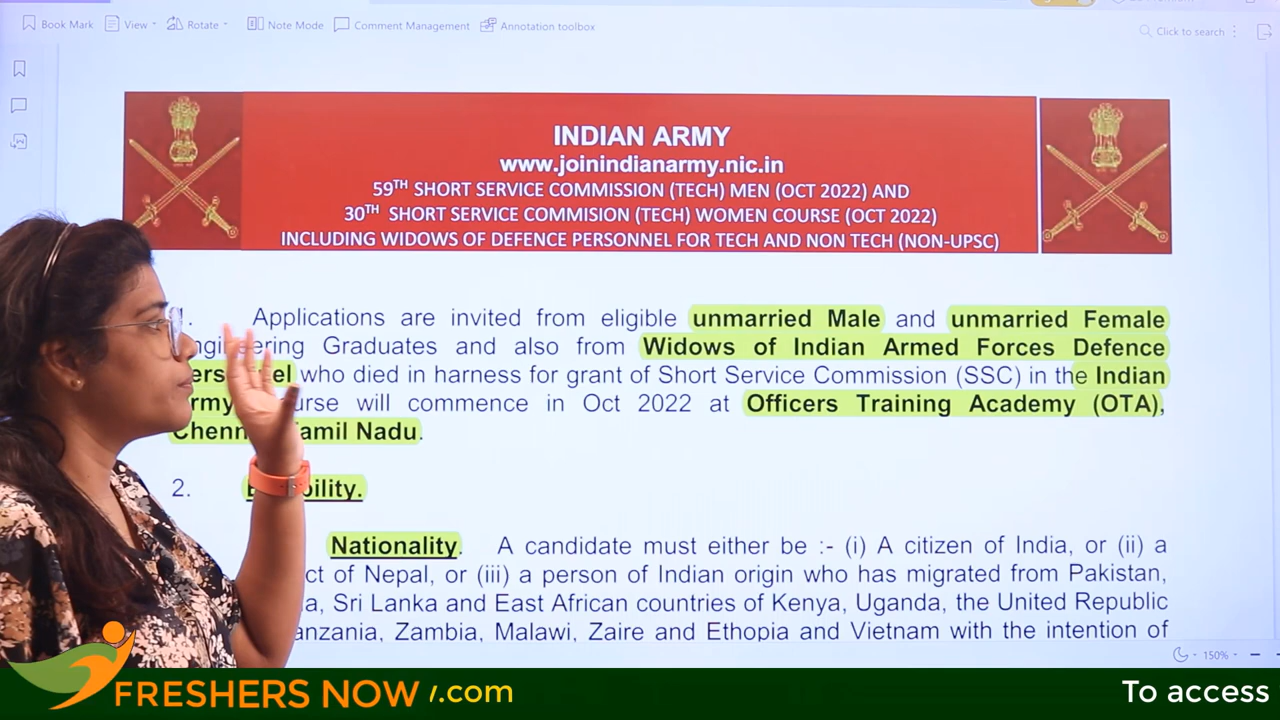 Book Mark View Rotate Note Mode Comment Management Annotation toolbox Click to search
INDIAN ARMY
www.joinindianarmy.nic.in
59TH SHORT SERVICE COMMISSION (TECH) MEN (OCT 2022) AND
30TH SHORT SERVICE COMMISION (TECH) WOMEN COURSE (OCT 2022)
INCLUDING WIDOWS OF DEFENCE PERSONNEL FOR TECH AND NON TECH (NON-UPSC)
1. Applications are invited from eligible unmarried Male and unmarried Female
Graduates and also from Widows of Indian Armed Forces Defence
who died in harness for grant of Short Service Commission (SSC) in the Indian
will commence in Oct 2022 at Officers Training Academy (OTA),
Tamil Nadu.
2.
Nationality. A candidate must either be :- (i) A citizen of India, or (ii) a
of Nepal, or (iii) a person of Indian origin who has migrated from Pakistan,
Sri Lanka and East African countries of Kenya, Uganda, the United Republic
Zambia, Malawi, Zaire and Ethopia and Vietnam with the intention of
150%
FRESHERS NOW .com To access